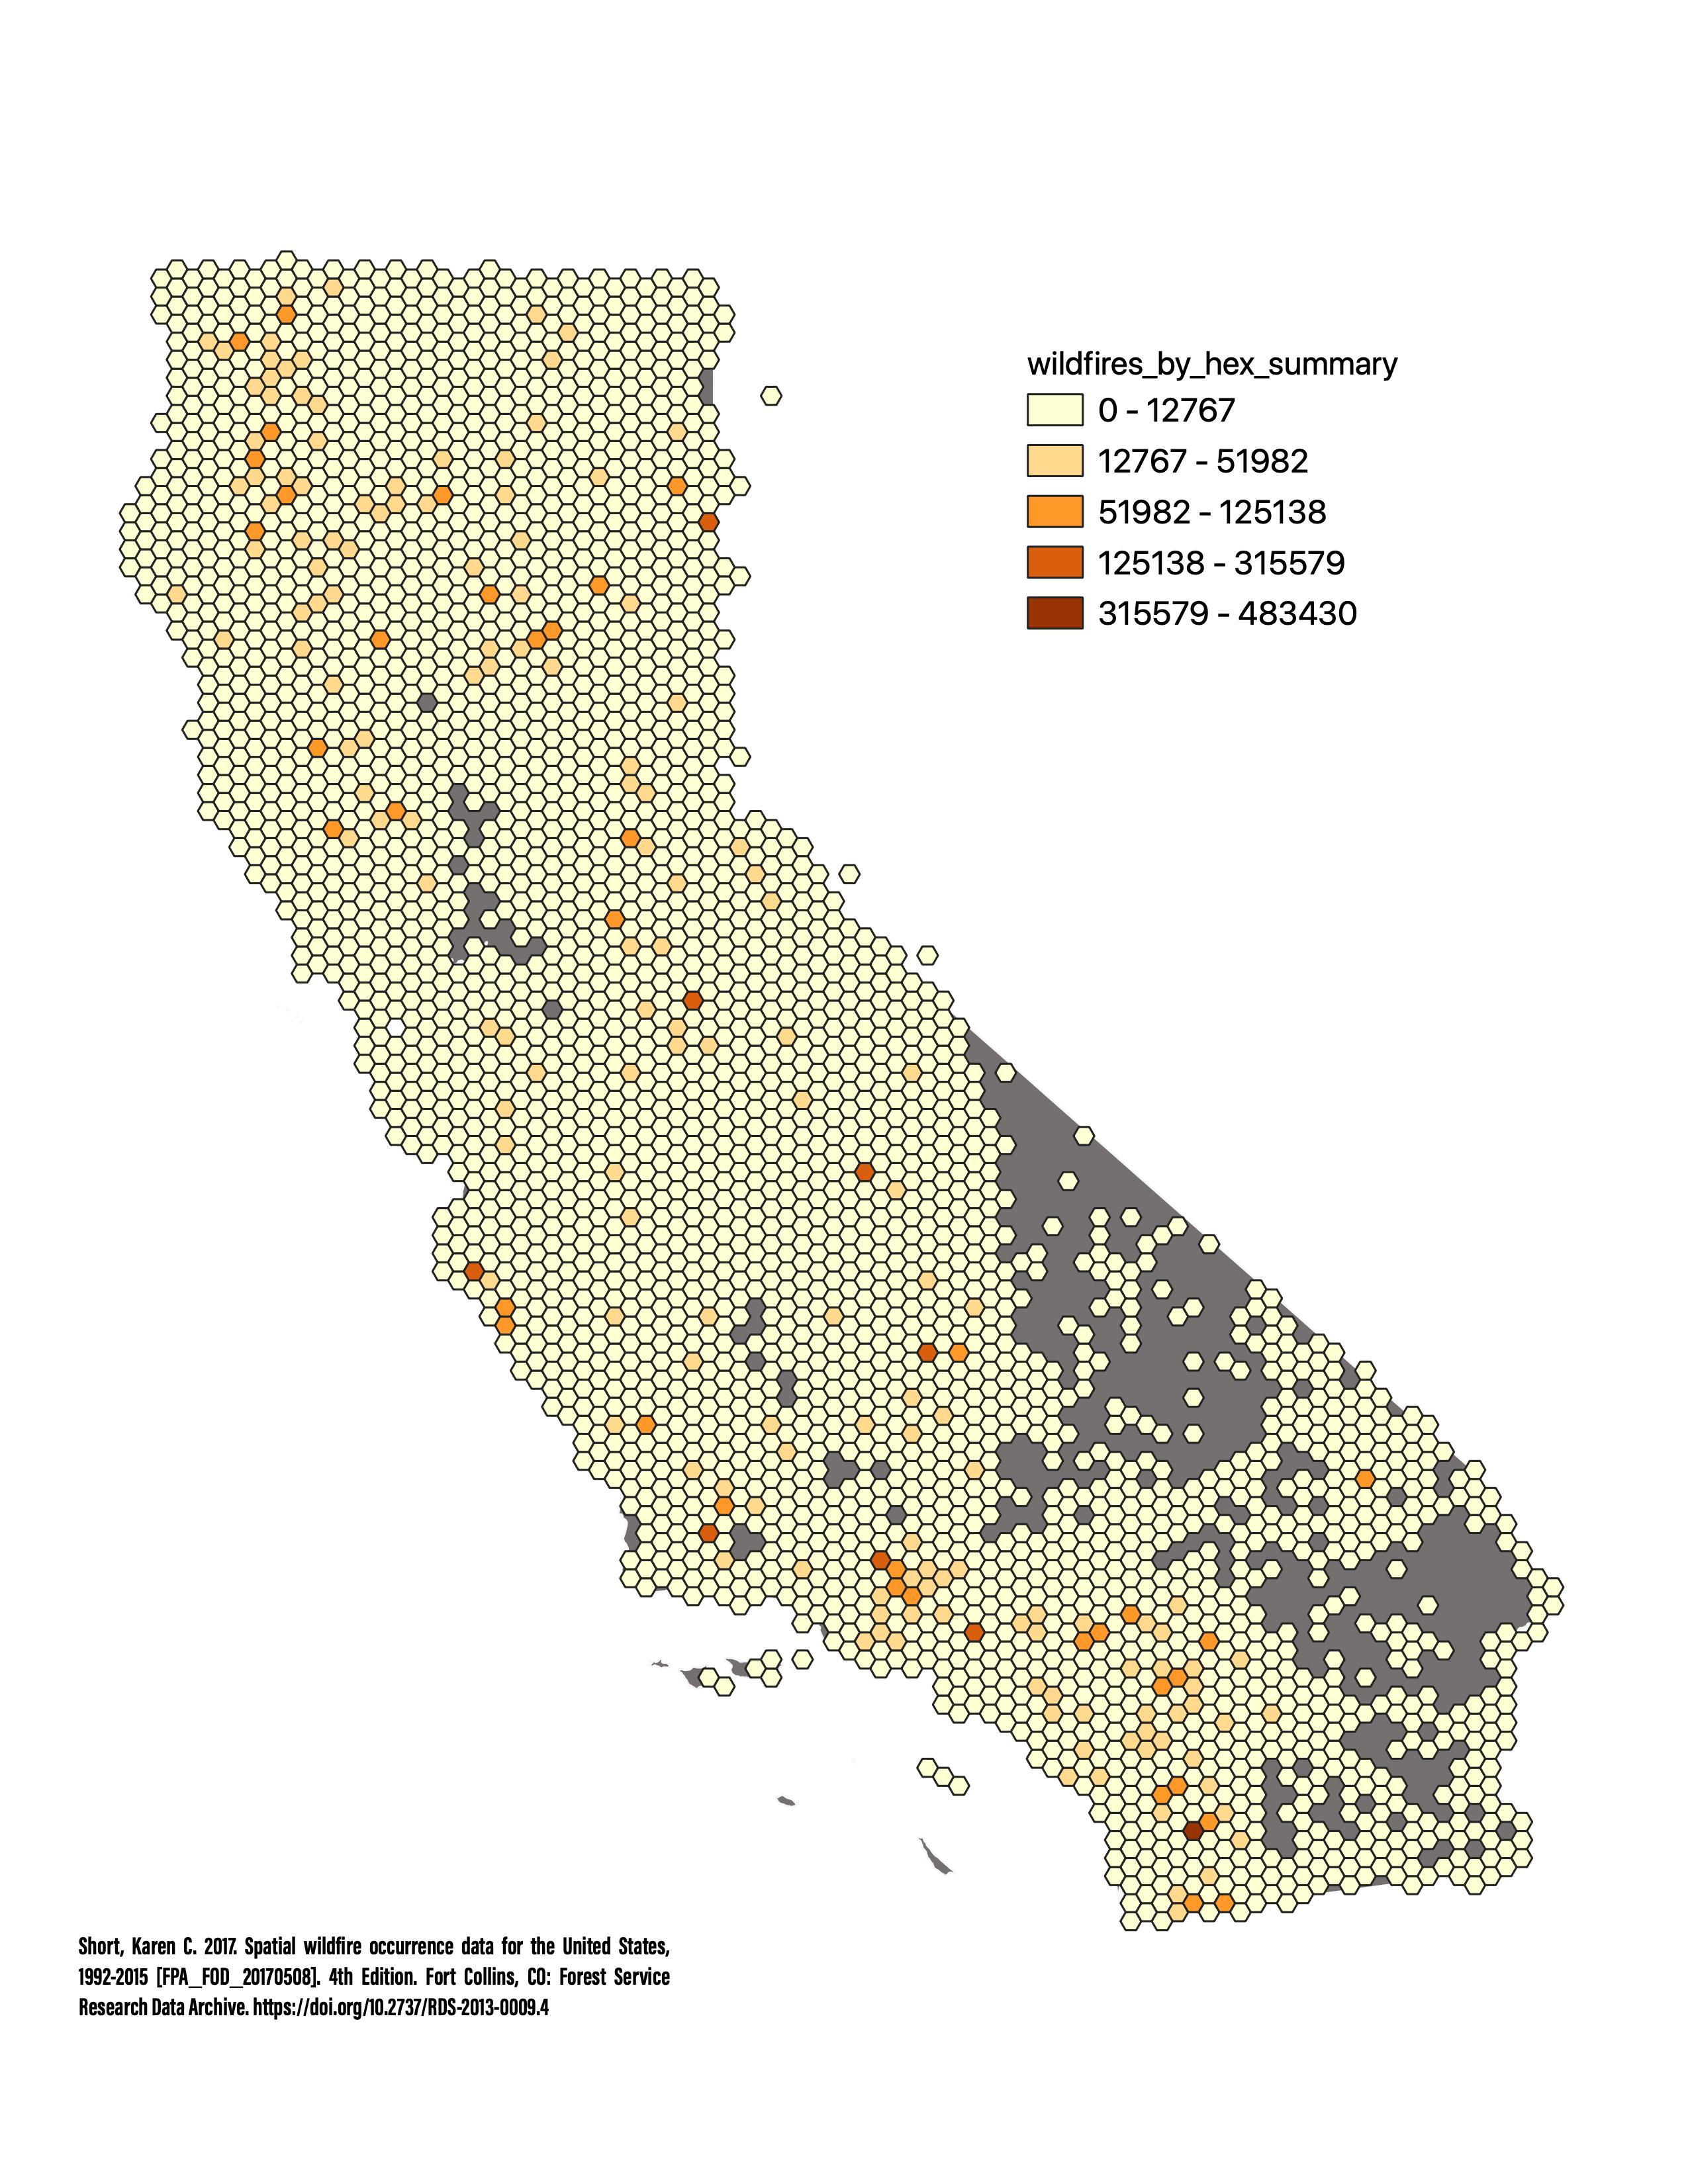 wildfires_by_hex_summary
0 - 12767
12767 - 51982
51982 - 125138
125138 - 315579
315579 - 483430
Short, Karen C. 2017. Spatial wildfire occurrence data for the United States,
1992-2015 [FPA_FOD_20170508]. 4th Edition. Fort Collins, CO: Forest Service
Research Data Archive. https://doi.org/10.2737/RDS-2013-0009.4